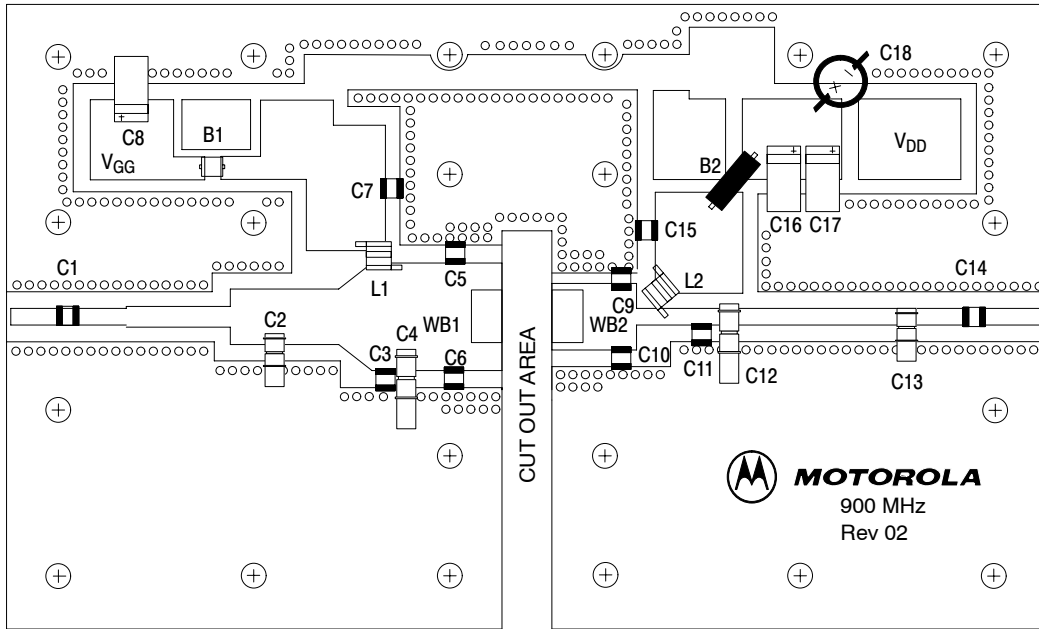 C18
C8
B1
VGG
VDD
B2
C7
C16 C17
C15
C1
C5
C14
L1
L2
C9
C2
C4
WB1
WB2
C3
C6
C10
C11
C12
C13
CUT OUT AREA
MOTOROLA
900 MHz
Rev 02